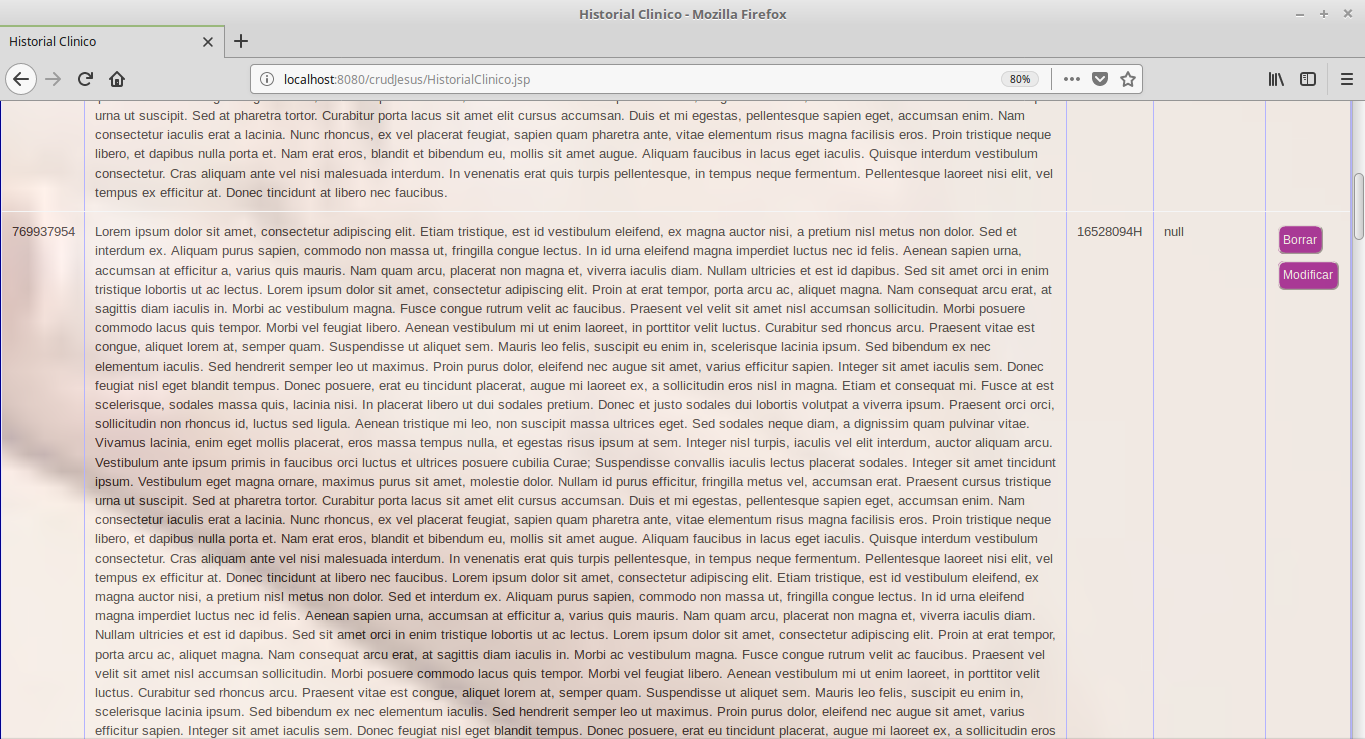 Historial Clinico - Mozilla Firefox
Historial Clinico
localhost:8080/crudJesus/HistorialClinico.jsp
80%
urna ut suscipit. Sed at pharetra tortor. Curabitur porta lacus sit amet elit cursus accumsan. Duis et mi egestas, pellentesque sapien eget, accumsan enim. Nam
consectetur iaculis erat a lacinia. Nunc rhoncus, ex vel placerat feugiat, sapien quam pharetra ante, vitae elementum risus magna facilisis eros. Proin tristique neque
libero, et dapibus nulla porta et. Nam erat eros, blandit et bibendum eu, mollis sit amet augue. Aliquam faucibus in lacus eget iaculis. Quisque interdum vestibulum
consectetur. Cras aliquam ante vel nisi malesuada interdum. In venenatis erat quis turpis pellentesque, in tempus neque fermentum. Pellentesque laoreet nisi elit, vel
tempus ex efficitur at. Donec tincidunt at libero nec faucibus.
769937954
Lorem ipsum dolor sit amet, consectetur adipiscing elit. Etiam tristique, est id vestibulum eleifend, ex magna auctor nisi, a pretium nisl metus non dolor. Sed et
interdum ex. Aliquam purus sapien, commodo non massa ut, fringilla congue lectus. In id urna eleifend magna imperdiet luctus nec id felis. Aenean sapien urna,
accumsan at efficitur a, varius quis mauris. Nam quam arcu, placerat non magna et, viverra iaculis diam. Nullam ultricies et est id dapibus. Sed sit amet orci in enim
tristique lobortis ut ac lectus. Lorem ipsum dolor sit amet, consectetur adipiscing elit. Proin at erat tempor, porta arcu ac, aliquet magna. Nam consequat arcu erat, at
sagittis diam iaculis in. Morbi ac vestibulum magna. Fusce congue rutrum velit ac faucibus. Praesent vel velit sit amet nisl accumsan sollicitudin. Morbi posuere
commodo lacus quis tempor. Morbi vel feugiat libero. Aenean vestibulum mi ut enim laoreet, in porttitor velit luctus. Curabitur sed rhoncus arcu. Praesent vitae est
congue, aliquet lorem at, semper quam. Suspendisse ut aliquet sem. Mauris leo felis, suscipit eu enim in, scelerisque lacinia ipsum. Sed bibendum ex nec
elementum iaculis. Sed hendrerit semper leo ut maximus. Proin purus dolor, eleifend nec augue sit amet, varius efficitur sapien. Integer sit amet iaculis sem. Donec
feugiat nisl eget blandit tempus. Donec posuere, erat eu tincidunt placerat, augue mi laoreet ex, a sollicitudin eros nisl in magna. Etiam et consequat mi. Fusce at est
scelerisque, sodales massa quis, lacinia nisi. In placerat libero ut dui sodales pretium. Donec et justo sodales dui lobortis volutpat a viverra ipsum. Praesent orci orci,
sollicitudin non rhoncus id, luctus sed ligula. Aenean tristique mi leo, non suscipit massa ultrices eget. Sed sodales neque diam, a dignissim quam pulvinar vitae.
Vivamus lacinia, enim eget mollis placerat, eros massa tempus nulla, et egestas risus ipsum at sem. Integer nisl turpis, iaculis vel elit interdum, auctor aliquam arcu.
Vestibulum ante ipsum primis in faucibus orci luctus et ultrices posuere cubilia Curae; Suspendisse convallis iaculis lectus placerat sodales. Integer sit amet tincidunt
ipsum. Vestibulum eget magna ornare, maximus purus sit amet, molestie dolor. Nullam id purus efficitur, fringilla metus vel, accumsan erat. Praesent cursus tristique
urna ut suscipit. Sed at pharetra tortor. Curabitur porta lacus sit amet elit cursus accumsan. Duis et mi egestas, pellentesque sapien eget, accumsan enim. Nam
consectetur iaculis erat a lacinia. Nunc rhoncus, ex vel placerat feugiat, sapien quam pharetra ante, vitae elementum risus magna facilisis eros. Proin tristique neque
libero, et dapibus nulla porta et. Nam erat eros, blandit et bibendum eu, mollis sit amet augue. Aliquam faucibus in lacus eget iaculis. Quisque interdum vestibulum
consectetur. Cras aliquam ante vel nisi malesuada interdum. In venenatis erat quis turpis pellentesque, in tempus neque fermentum. Pellentesque laoreet nisi elit, vel
tempus ex efficitur at. Donec tincidunt at libero nec faucibus. Lorem ipsum dolor sit amet, consectetur adipiscing elit. Etiam tristique, est id vestibulum eleifend, ex
magna auctor nisi, a pretium nisl metus non dolor. Sed et interdum ex. Aliquam purus sapien, commodo non massa ut, fringilla congue lectus. In id urna eleifend
magna imperdiet luctus nec id felis. Aenean sapien urna, accumsan at efficitur a, varius quis mauris. Nam quam arcu, placerat non magna et, viverra iaculis diam.
Nullam ultricies et est id dapibus. Sed sit amet orci in enim tristique lobortis ut ac lectus. Lorem ipsum dolor sit amet, consectetur adipiscing elit. Proin at erat tempor,
porta arcu ac, aliquet magna. Nam consequat arcu erat, at sagittis diam iaculis in. Morbi ac vestibulum magna. Fusce congue rutrum velit ac faucibus. Praesent vel
velit sit amet nisl accumsan sollicitudin. Morbi posuere commodo lacus quis tempor. Morbi vel feugiat libero. Aenean vestibulum mi ut enim laoreet, in porttitor velit
luctus. Curabitur sed rhoncus arcu. Praesent vitae est congue, aliquet lorem at, semper quam. Suspendisse ut aliquet sem. Mauris leo felis, suscipit eu enim in,
scelerisque lacinia ipsum. Sed bibendum ex nec elementum iaculis. Sed hendrerit semper leo ut maximus. Proin purus dolor, eleifend nec augue sit amet, varius
efficitur sapien. Integer sit amet iaculis sem. Donec feugiat nisl eget blandit tempus. Donec posuere, erat eu tincidunt placerat, augue mi laoreet ex, a sollicitudin eros
16528094H
null
Borrar
Modificar